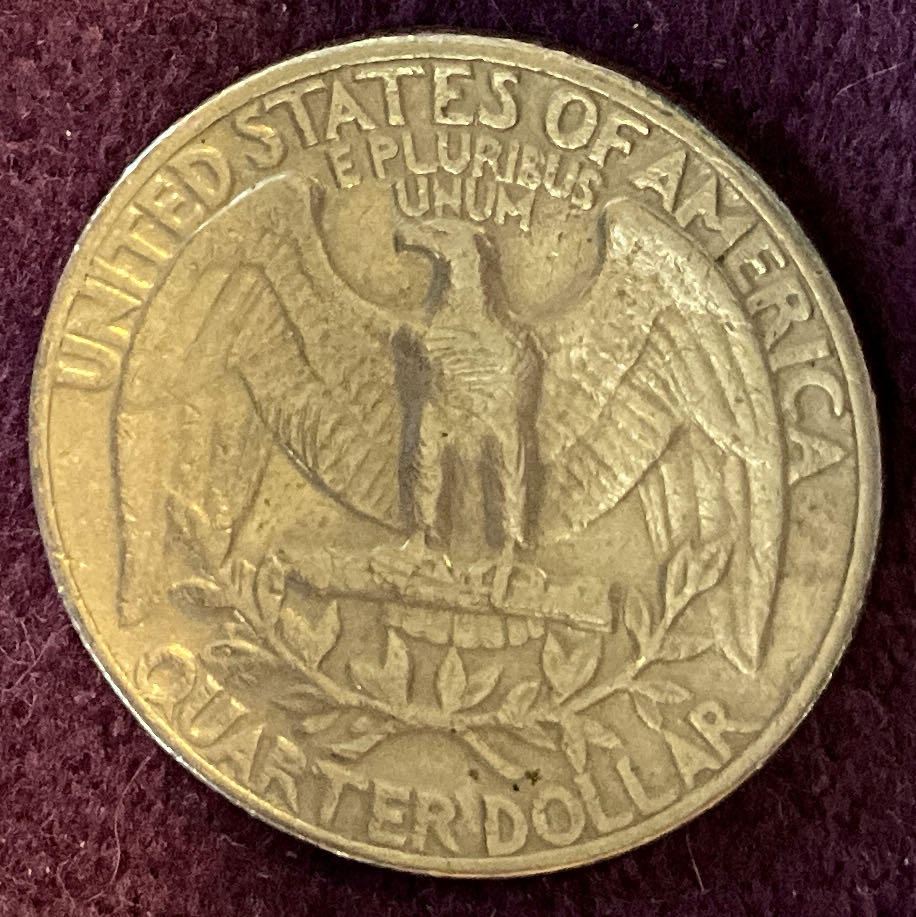 UNITED STATES OF AMERICA
E PLURIBUS
UNUM
QUARTER DOLLAR